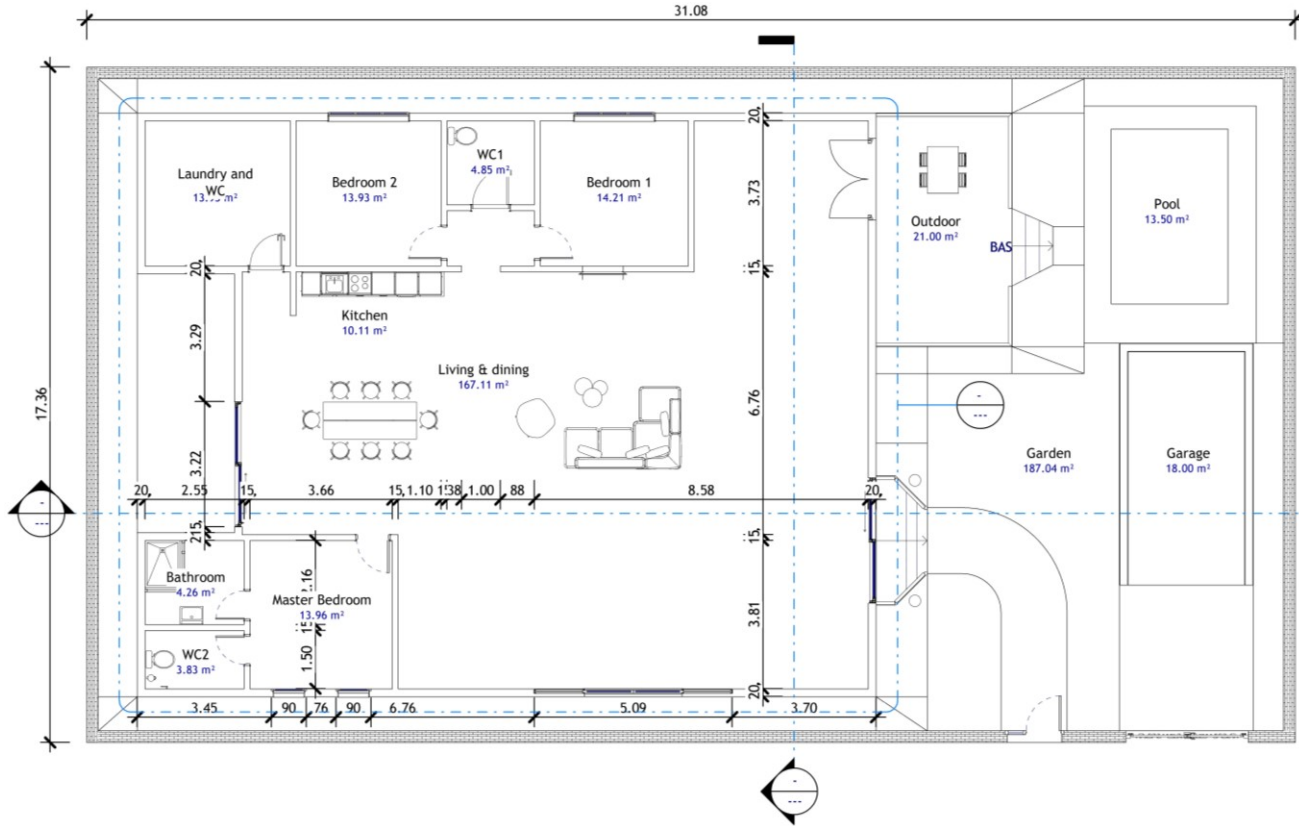 31.08
17.36
Laundry and
WC
Bedroom 2
13.93 m²
WC1
4.85 m²
Bedroom 1
14.21 m²
20,
3.73
15,
Outdoor
21.00 m²
BAS
Pool
13.50 m²
20,
3.29
Kitchen
10.11 m²
Living & dining
167.11 m²
6.76
3.22
-
---
Garden
187.04 m²
Garage
18.00 m²
20, 2.55 15, 3.66 15, 1.10 38 1.00 88 8.58 20,
-
---
15,
15,
Bathroom
4.26 m²
Master Bedroom
13.96 m²
WC2
3.83 m²
1.50
3.81
20,
3.45 90 76 90 6.76 5.09 3.70
-
---